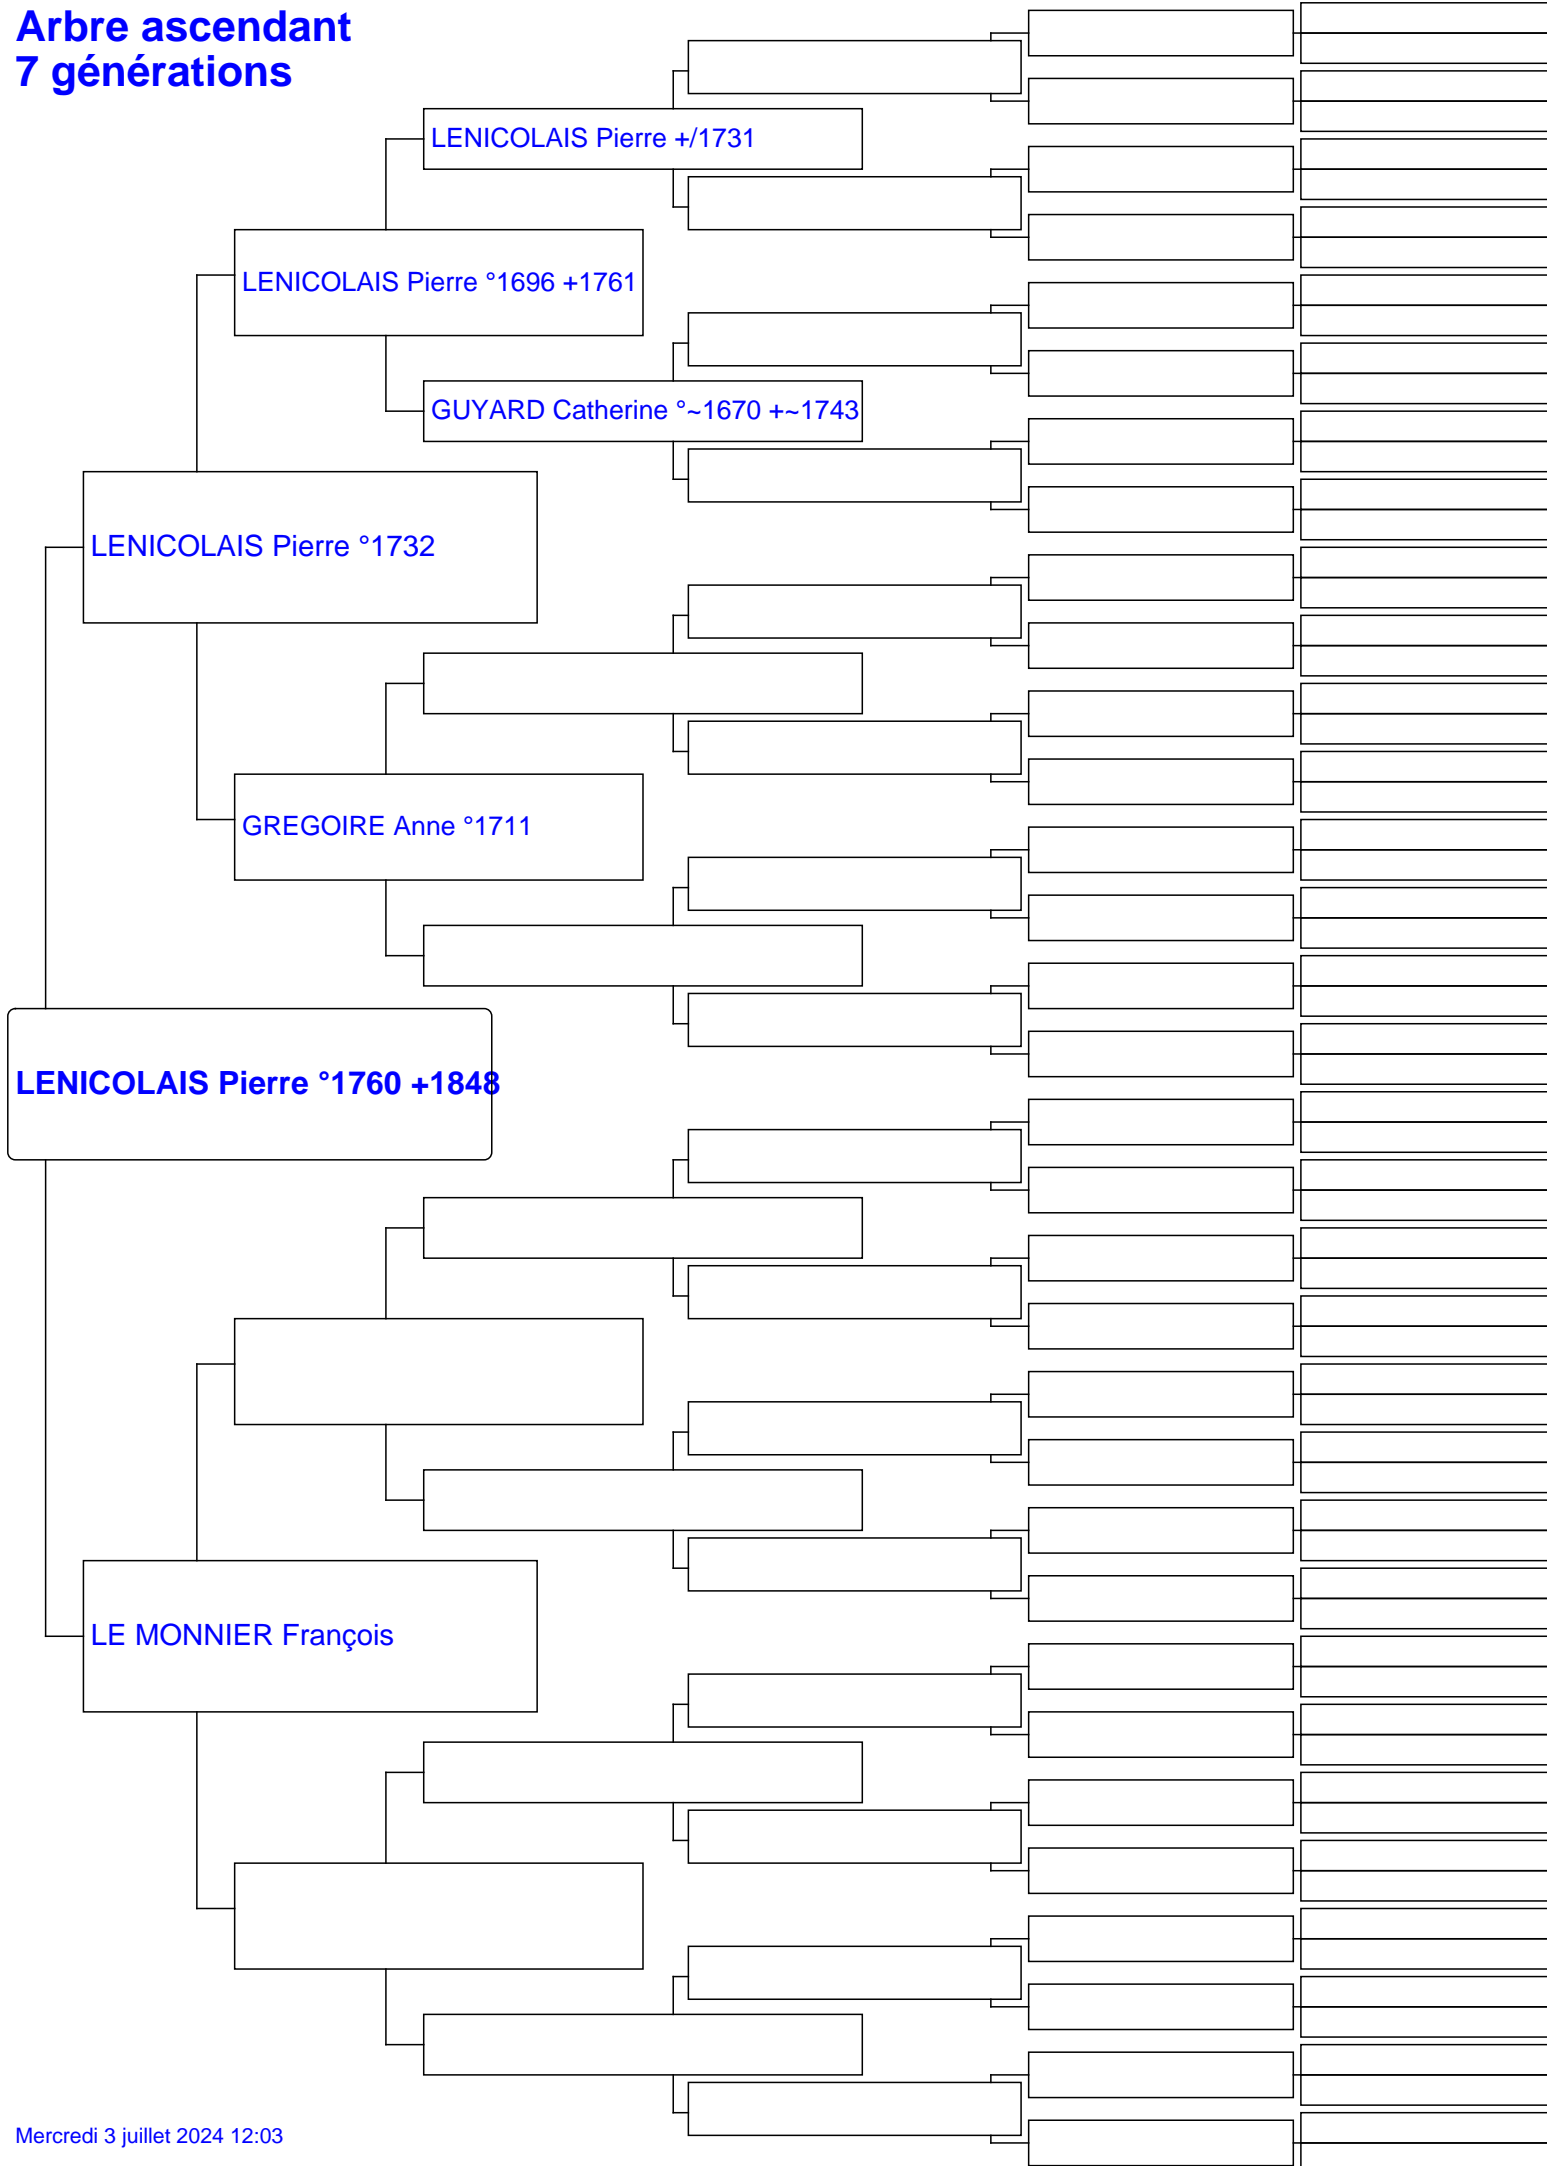 Arbre ascendant
7 générations
LENICOLAIS Pierre +/1731
LENICOLAIS Pierre °1696 +1761
GUYARD Catherine °~1670 +~1743
LENICOLAIS Pierre °1732
GREGOIRE Anne °1711
LENICOLAIS Pierre °1760 +1848
LE MONNIER François
Mercredi 3 juillet 2024 12:03